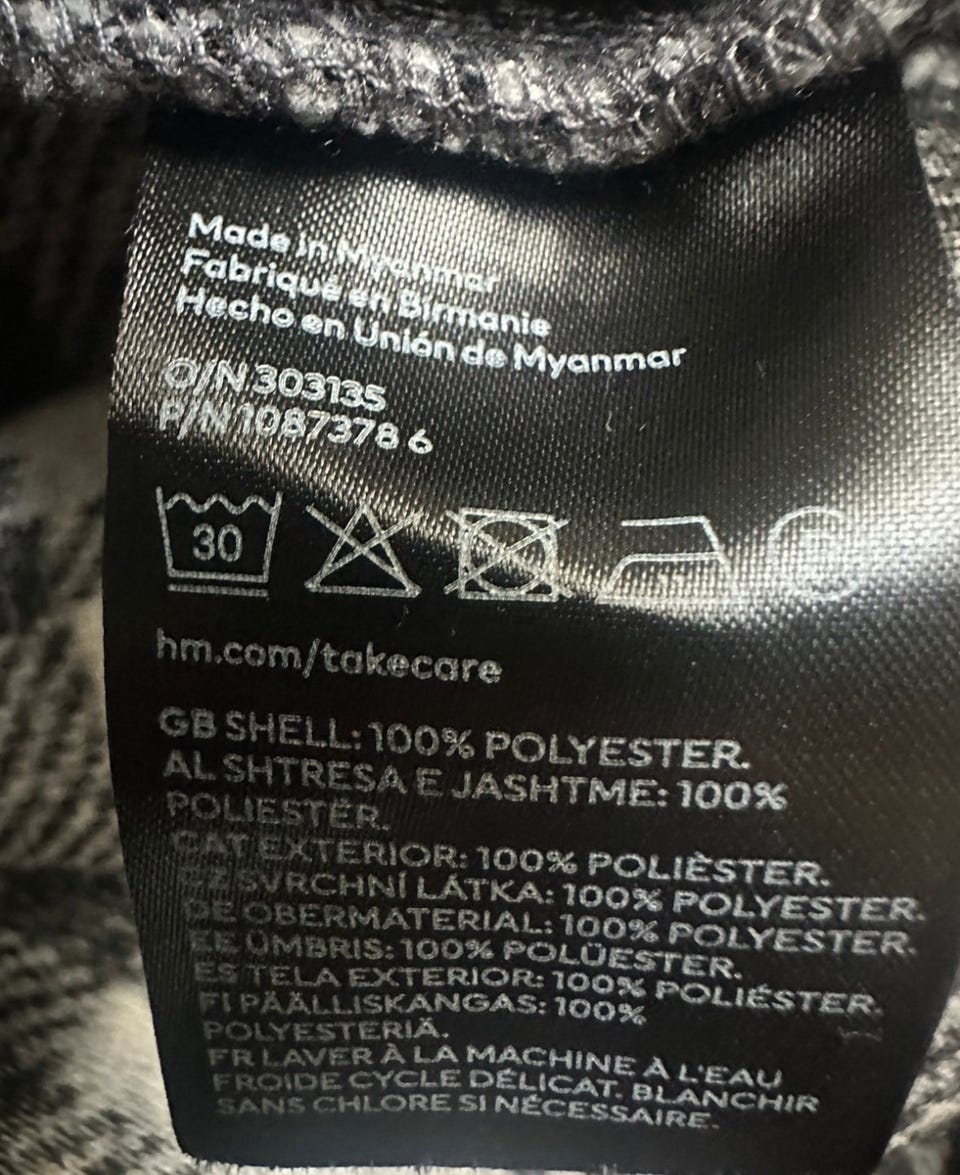 Made in Myanmar
Fabriqué en Birmanie
Hecho en Unión de Myanmar
O/N 303135
P/N 1087378 6
30
hm.com/takecare
GB SHELL: 100% POLYESTER.
AL SHTRESA E JASHTME: 100%
POLIESTËR.
CAT EXTERIOR: 100% POLIÈSTER.
CZ SVRCHNÍ LÁTKA: 100% POLYESTER.
DE OBERMATERIAL: 100% POLYESTER.
EE ÜMBRIS: 100% POLÜESTER.
ES TELA EXTERIOR: 100% POLIÉSTER.
FI PÄÄLLISKANGAS: 100%
POLYESTERIÄ.
FR LAVER À LA MACHINE À L'EAU
FROIDE CYCLE DÉLICAT. BLANCHIR
SANS CHLORE SI NÉCESSAIRE.